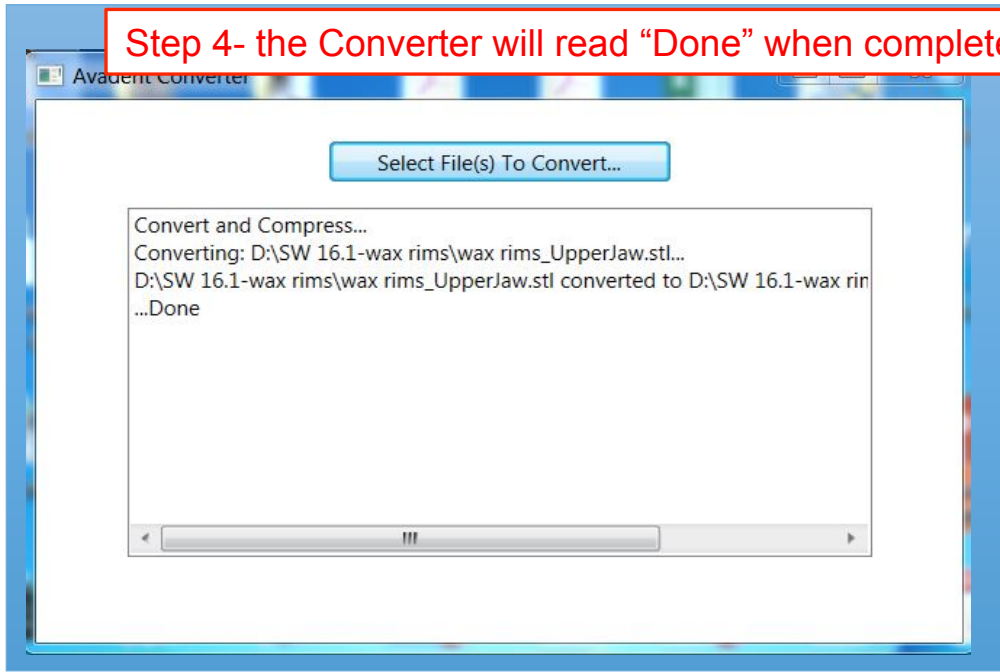 Step 4- the Converter will read “Done” when complete
Avadent Converter
Select File(s) To Convert...
Convert and Compress...
Converting: D:\SW 16.1-wax rims\wax rims_UpperJaw.stl...
D:\SW 16.1-wax rims\wax rims_UpperJaw.stl converted to D:\SW 16.1-wax rin
...Done